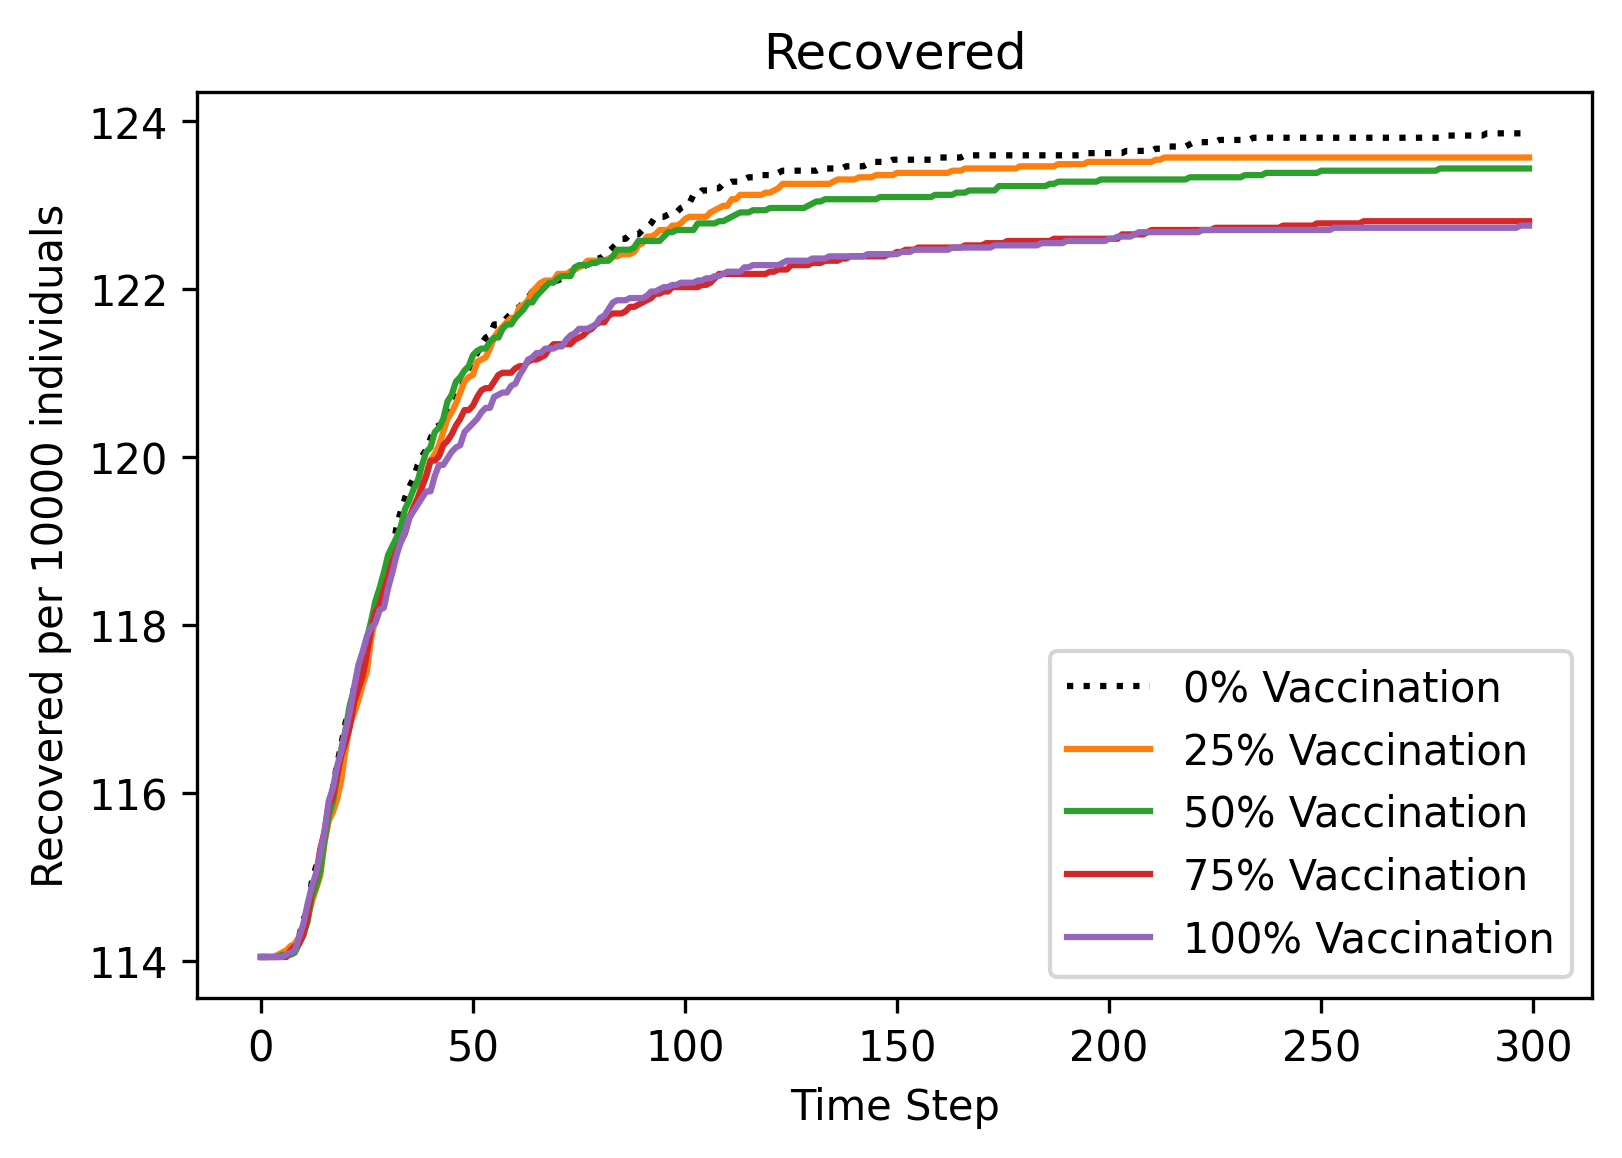 Recovered
Recovered per 10000 individuals
124
122
120
118
116
114
0% Vaccination
25% Vaccination
50% Vaccination
75% Vaccination
100% Vaccination
0 50 100 150 200 250 300
Time Step